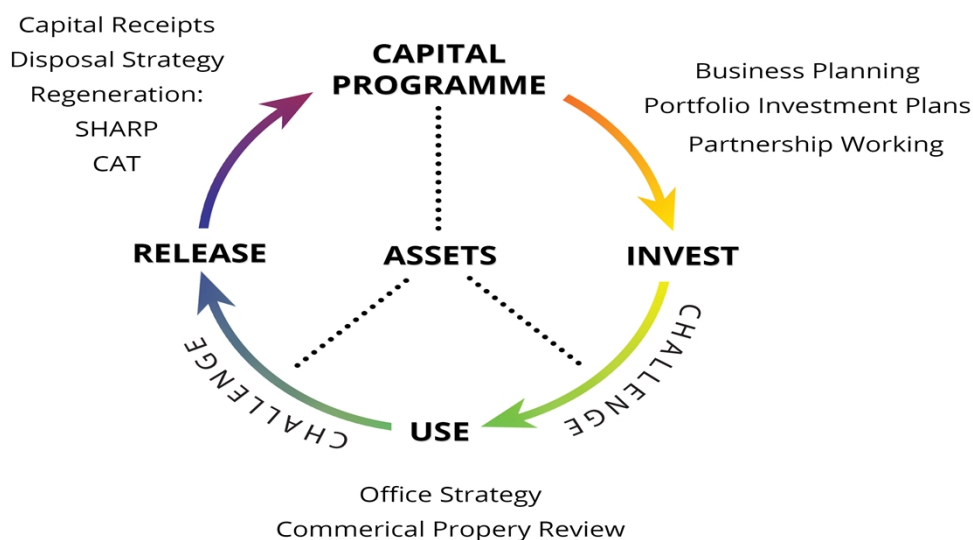 Capital Receipts
Disposal Strategy
Regeneration:
SHARP
CAT
CAPITAL
PROGRAMME
Business Planning
Portfolio Investment Plans
Partnership Working
RELEASE
ASSETS
INVEST
CHALLENGE
CHALLENGE
USE
Office Strategy
Commerical Propery Review